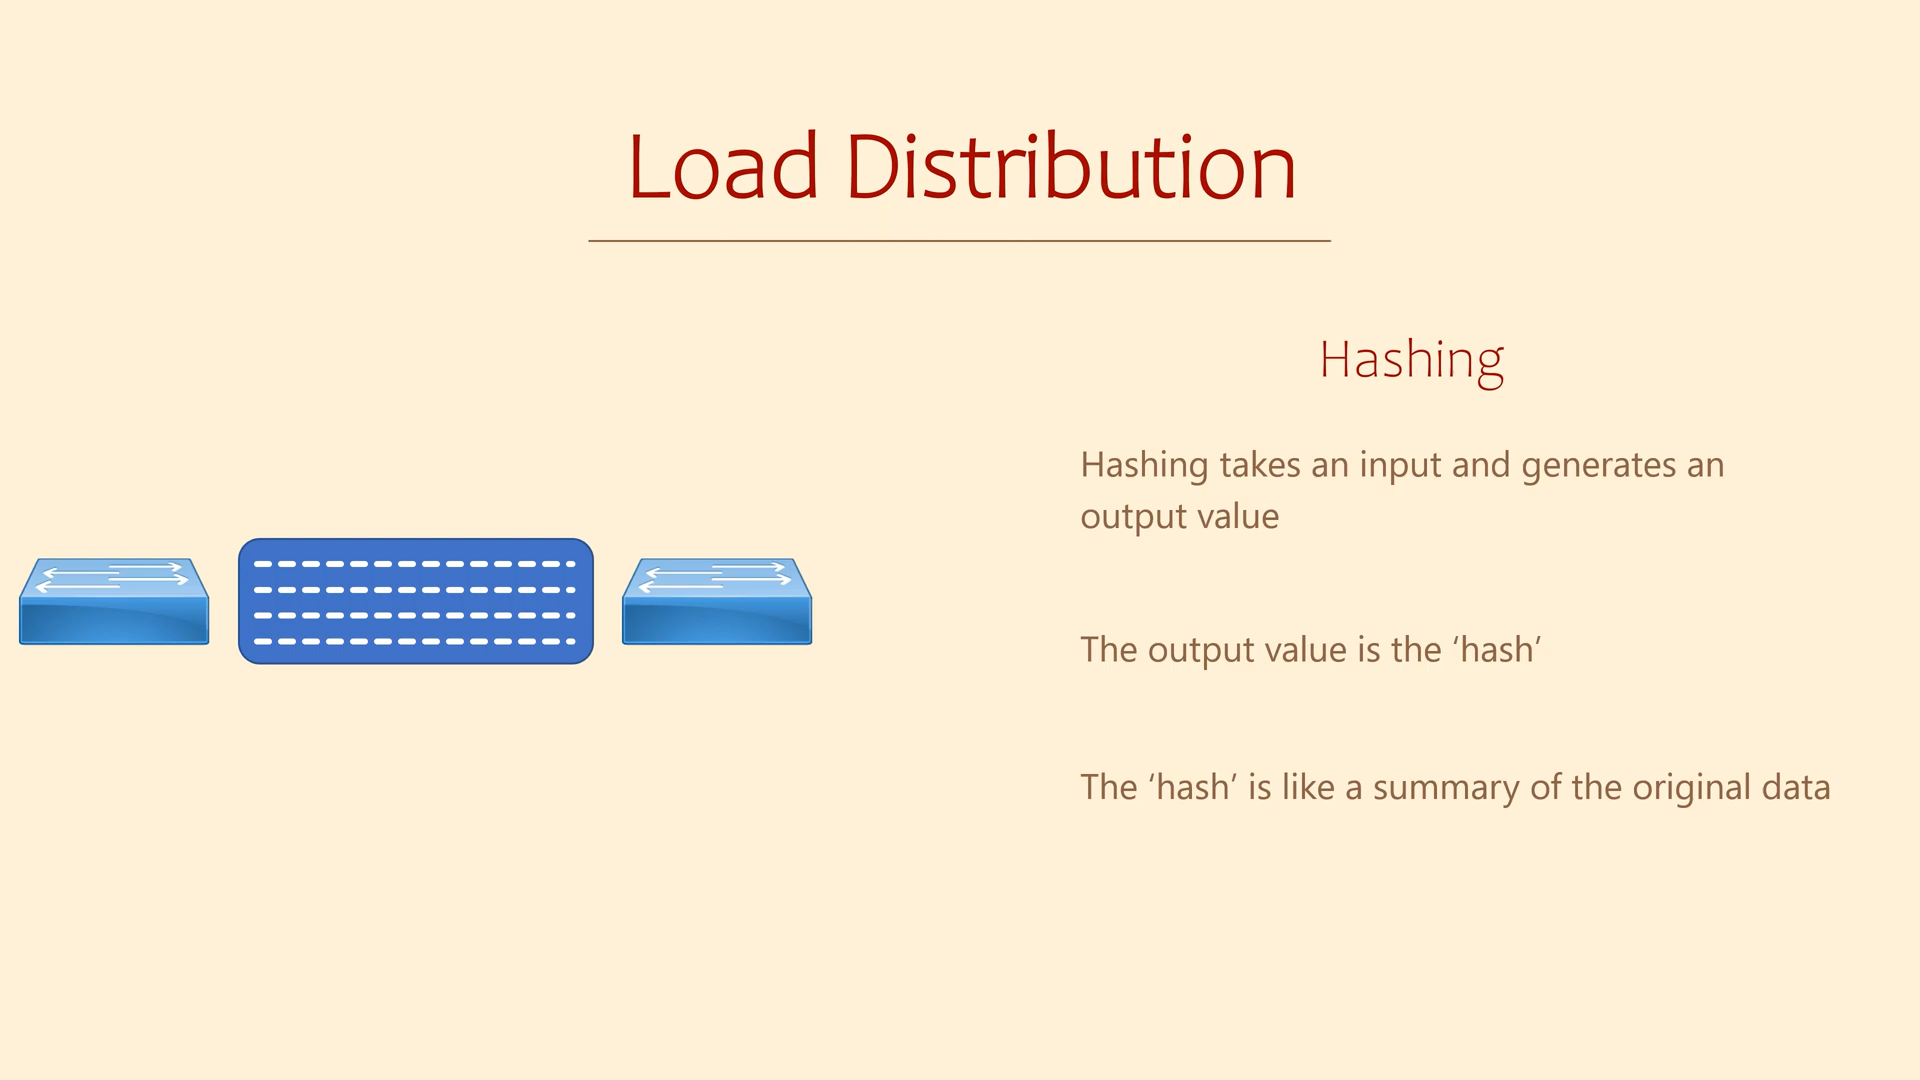 Load Distribution
Hashing
Hashing takes an input and generates an
output value
The output value is the ‘hash’
The ‘hash’ is like a summary of the original data